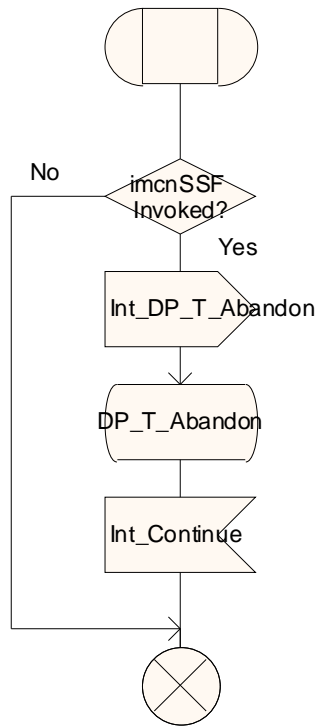 imcnSSF
Invoked?
No
Yes
Int_DP_T_Abandon
DP_T_Abandon
Int_Continue